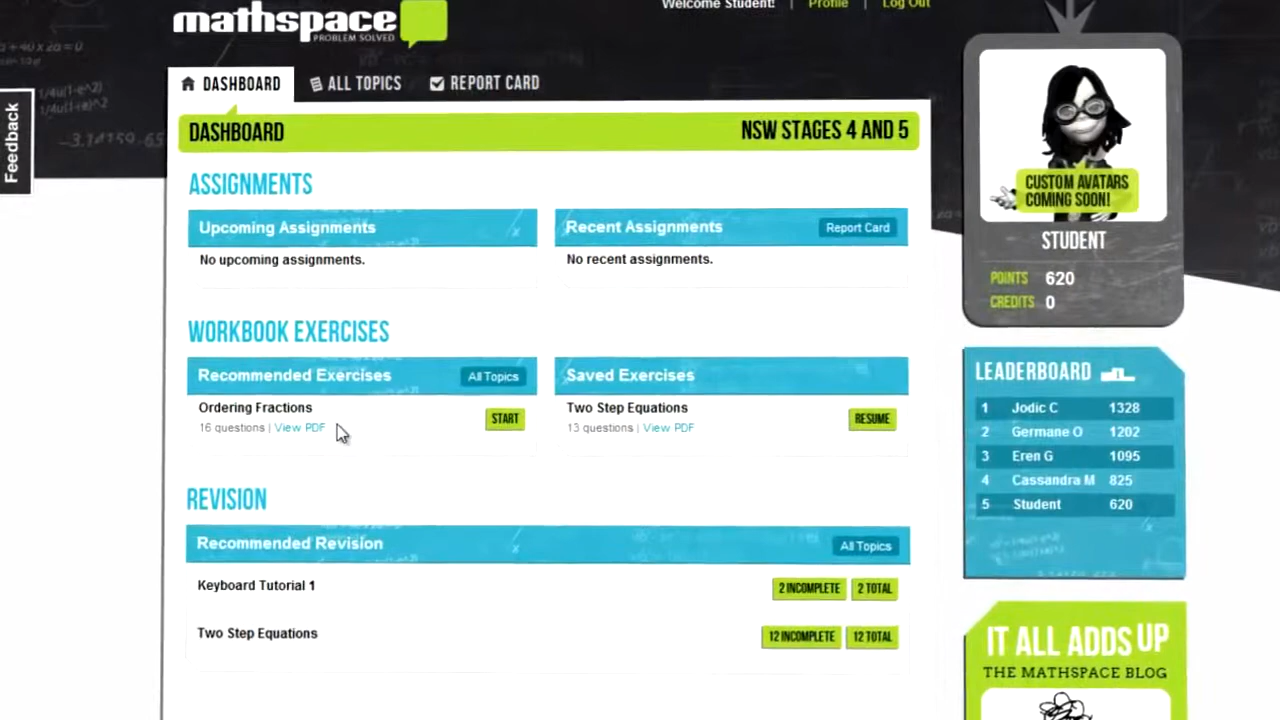 Welcome Student! | Profile | Log Out
mathspace
PROBLEM SOLVED
DASHBOARD
ALL TOPICS
REPORT CARD
Feedback
DASHBOARD
NSW STAGES 4 AND 5
ASSIGNMENTS
Upcoming Assignments
No upcoming assignments.
Recent Assignments
Report Card
No recent assignments.
WORKBOOK EXERCISES
Recommended Exercises
All Topics
Ordering Fractions
16 questions | View PDF
START
Saved Exercises
Two Step Equations
13 questions | View PDF
RESUME
REVISION
Recommended Revision
All Topics
Keyboard Tutorial 1
2 INCOMPLETE
2 TOTAL
Two Step Equations
12 INCOMPLETE
12 TOTAL
CUSTOM AVATARS
COMING SOON!
STUDENT
POINTS 620
CREDITS 0
LEADERBOARD
1 Jodic C 1328
2 Germane O 1202
3 Eren G 1095
4 Cassandra M 825
5 Student 620
IT ALL ADDS UP
THE MATHSPACE BLOG